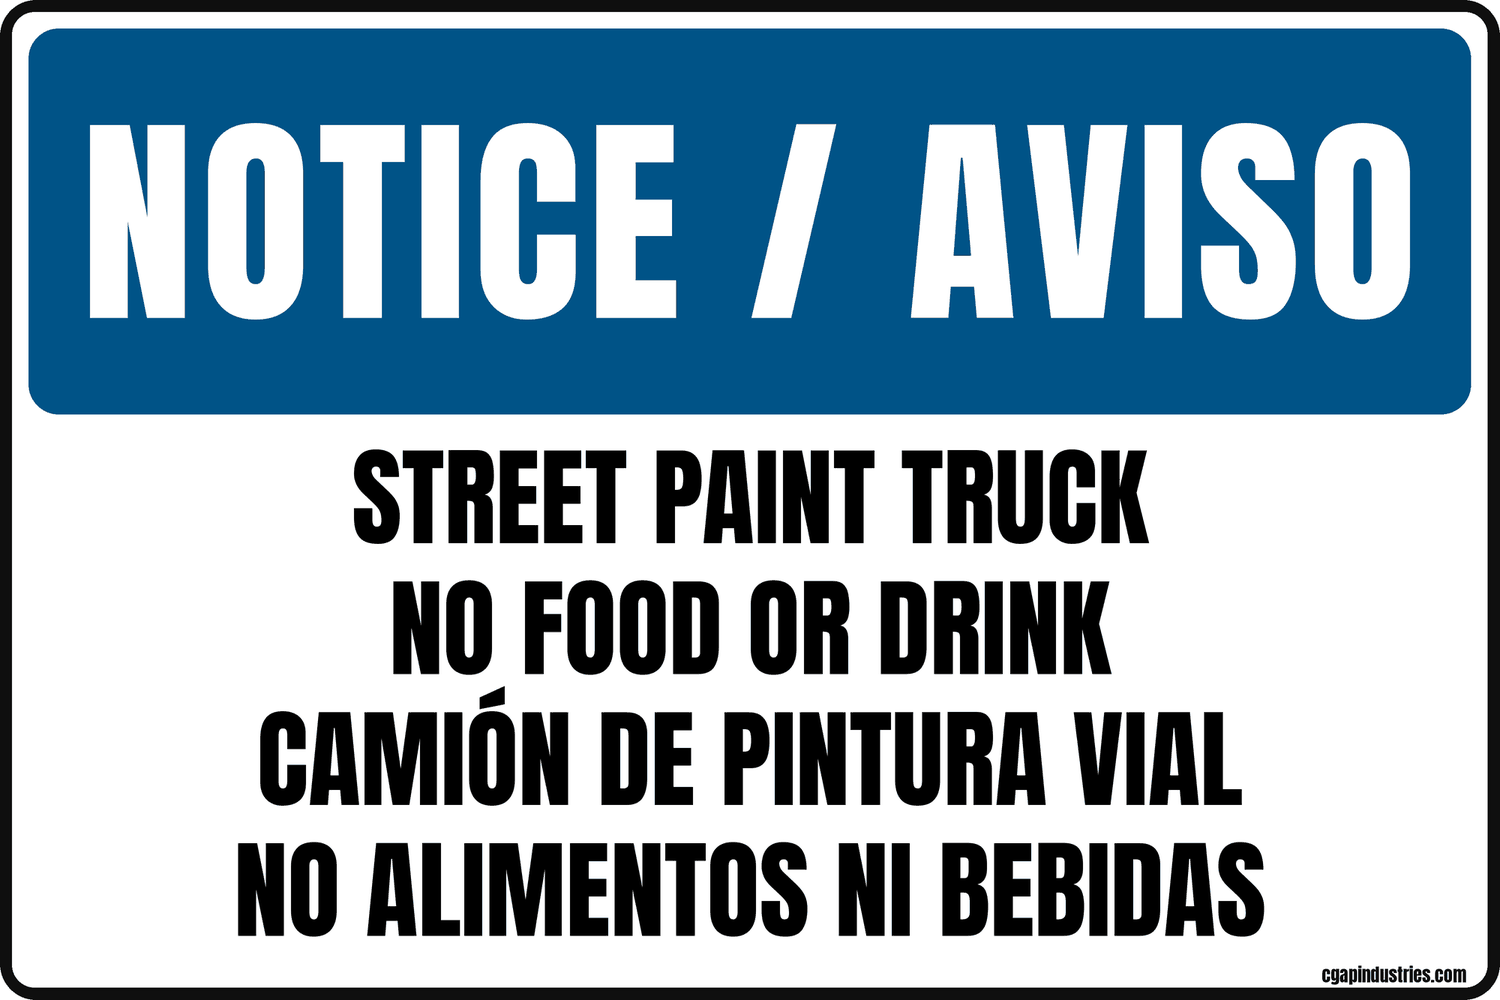 NOTICE / AVISO
STREET PAINT TRUCK
NO FOOD OR DRINK
CAMIÓN DE PINTURA VIAL
NO ALIMENTOS NI BEBIDAS
cgapindustries.com